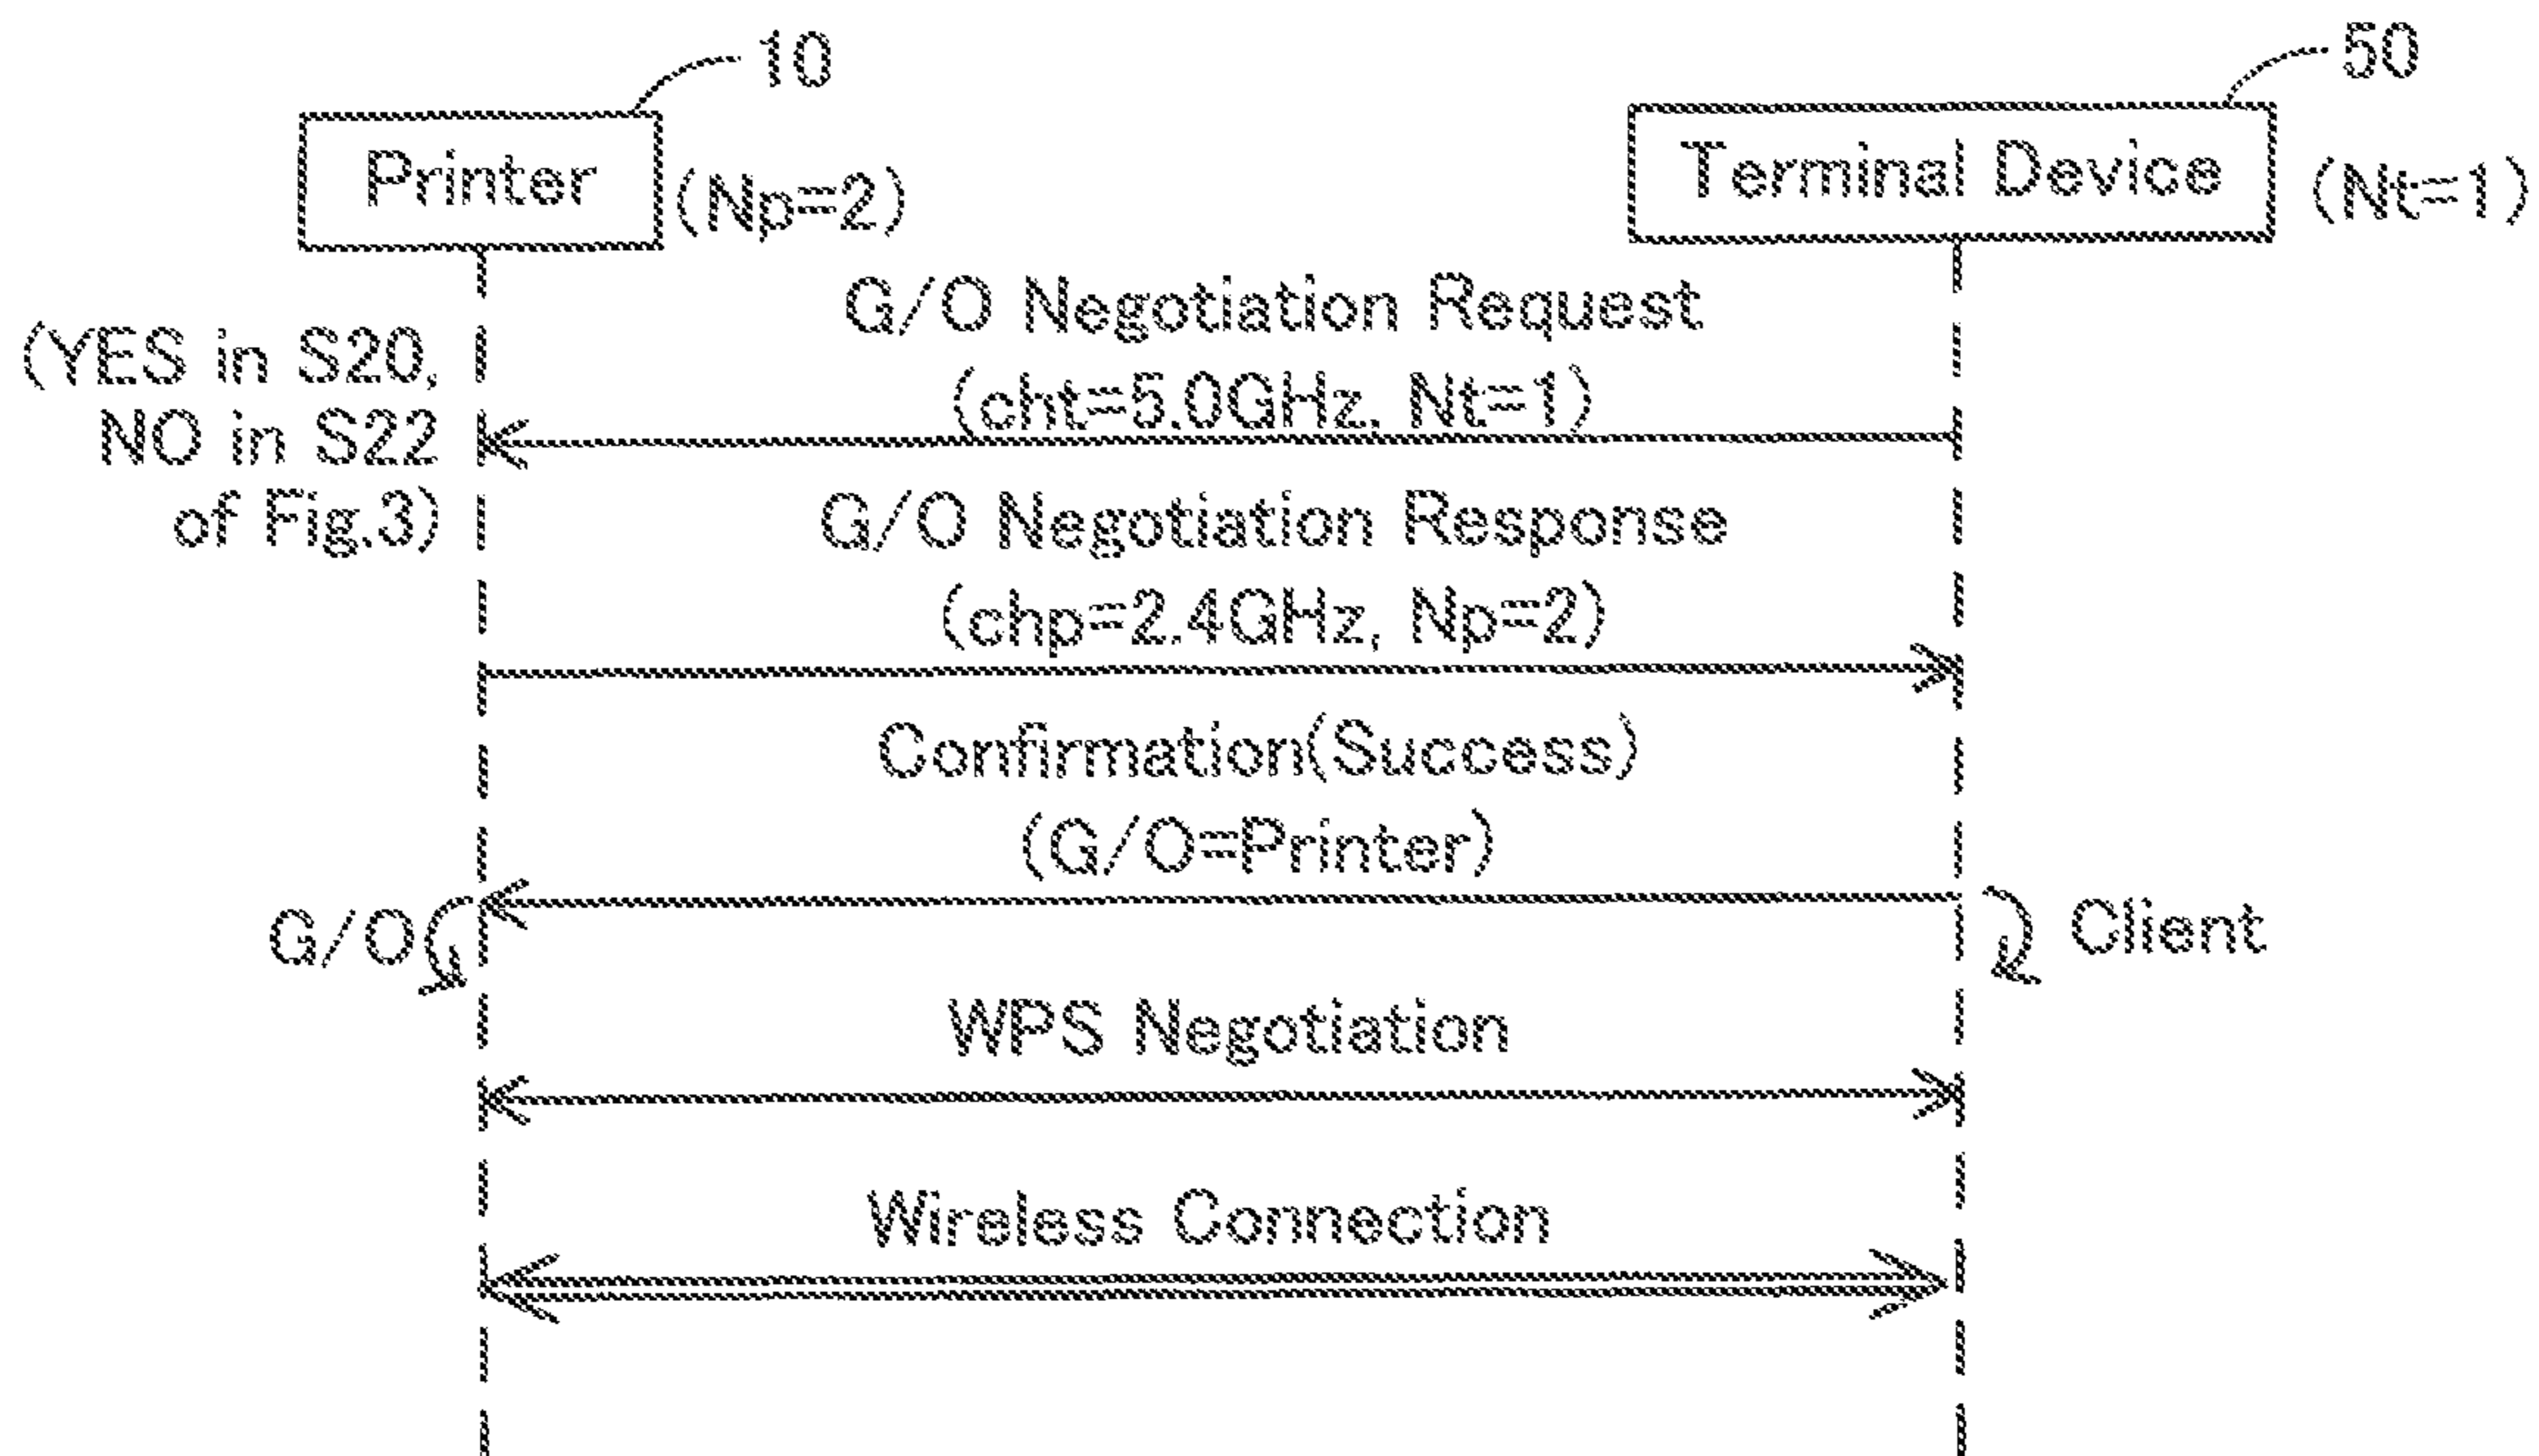 10
50
Printer
(Np=2)
Terminal Device
(Nt=1)
G/O Negotiation Request
(cht=5.0GHz, Nt=1)
(YES in S20,
NO in S22
of Fig.3)
G/O Negotiation Response
(chp=2.4GHz, Np=2)
Confirmation(Success)
(G/O=Printer)
G/O
Client
WPS Negotiation
Wireless Connection